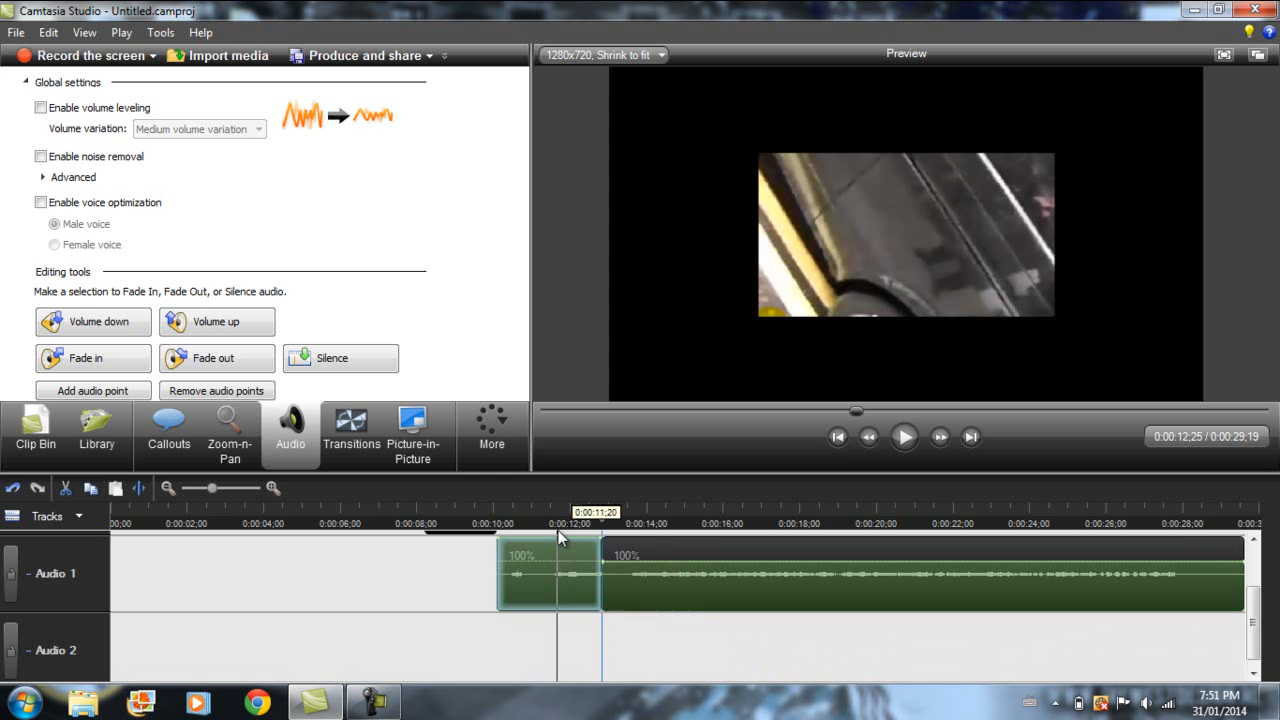 Camtasia Studio - Untitled.camproj
File Edit View Play Tools Help
Record the screen Import media Produce and share
1280x720, Shrink to fit Preview
Global settings
Enable volume leveling
Volume variation: Medium volume variation
Enable noise removal
Advanced
Enable voice optimization
Male voice
Female voice
Editing tools
Make a selection to Fade In, Fade Out, or Silence audio.
Volume down Volume up
Fade in Fade out Silence
Add audio point Remove audio points
Clip Bin Library Callouts Zoom-n-Pan Audio Transitions Picture-in-Picture More
0:00:12;25 / 0:00:29;19
0:00:11;20
Tracks 00;00 0:00:02;00 0:00:04;00 0:00:06;00 0:00:08;00 0:00:10;00 0:00:12;00 0:00:14;00 0:00:16;00 0:00:18;00 0:00:20;00 0:00:22;00 0:00:24;00 0:00:26;00 0:00:28;00 0:00:3
100% 100%
Audio 1
Audio 2
7:51 PM
31/01/2014